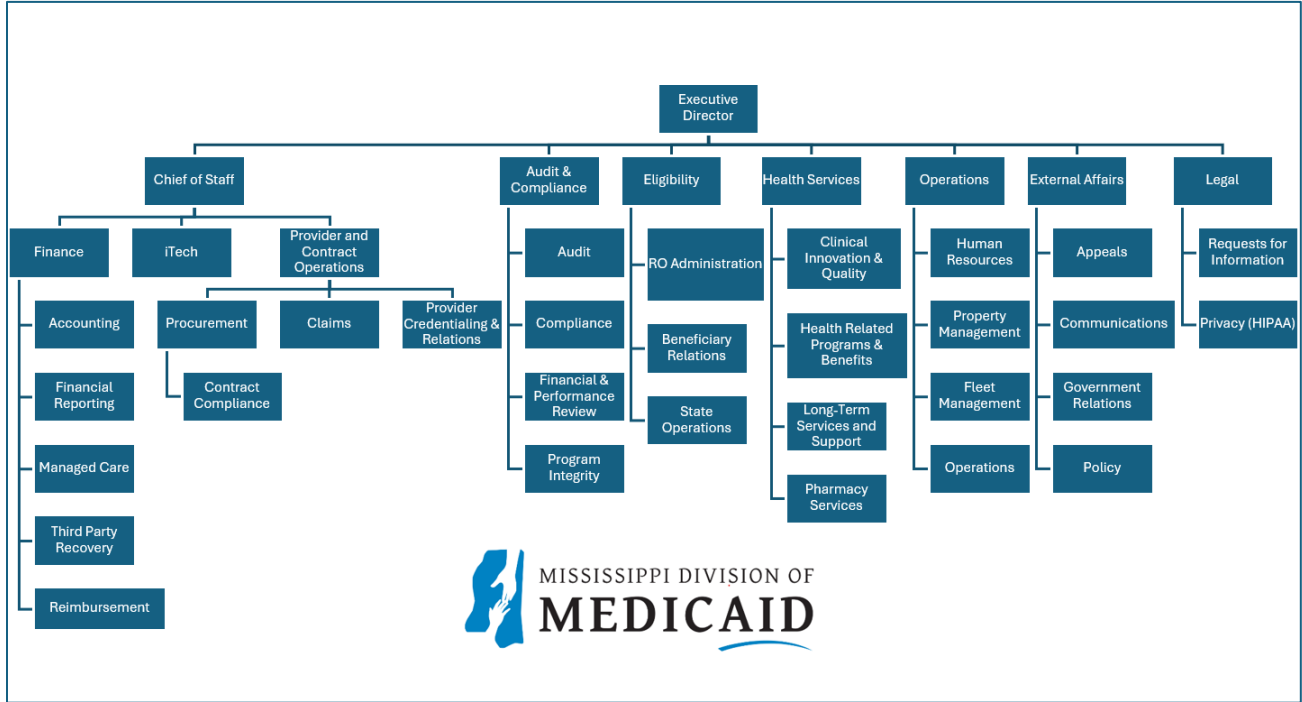 Executive
Director
Chief of Staff
Audit &
Compliance
Eligibility
Health Services
Operations
External Affairs
Legal
Finance
iTech
Provider and
Contract
Operations
Accounting
Financial
Reporting
Managed Care
Third Party
Recovery
Reimbursement
Procurement
Contract
Compliance
Claims
Provider
Credentialing &
Relations
Audit
Compliance
Financial &
Performance
Review
Program
Integrity
RO Administration
Beneficiary
Relations
State
Operations
Clinical
Innovation &
Quality
Health Related
Programs &
Benefits
Long-Term
Services and
Support
Pharmacy
Services
Human
Resources
Property
Management
Fleet
Management
Operations
Appeals
Communications
Government
Relations
Policy
Requests for
Information
Privacy (HIPAA)
MISSISSIPPI DIVISION OF
MEDICAID